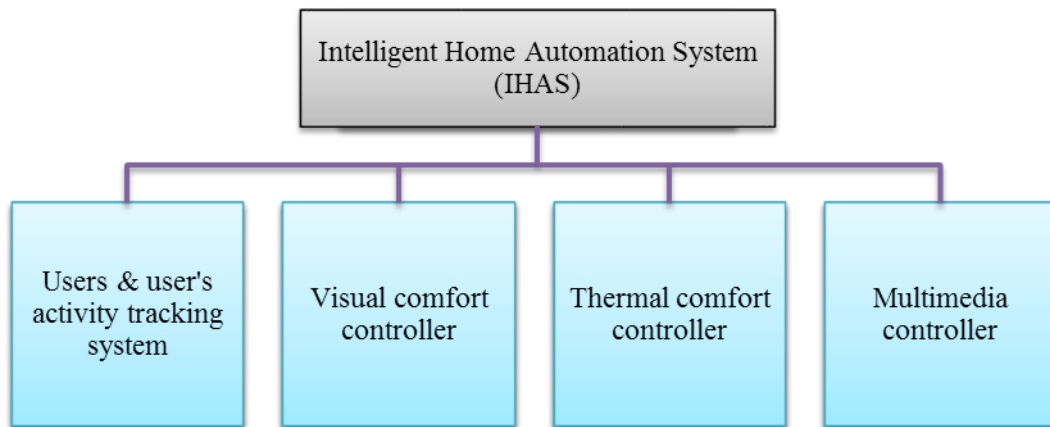 Intelligent Home Automation System
(IHAS)
Users & user's
activity tracking
system
Visual comfort
controller
Thermal comfort
controller
Multimedia
controller